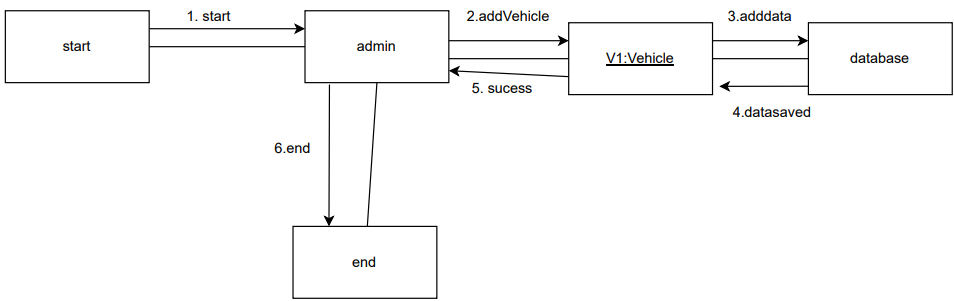 1. start
2.addVehicle
3.adddata
start
admin
V1:Vehicle
database
5. sucess
4.datasaved
6.end
end